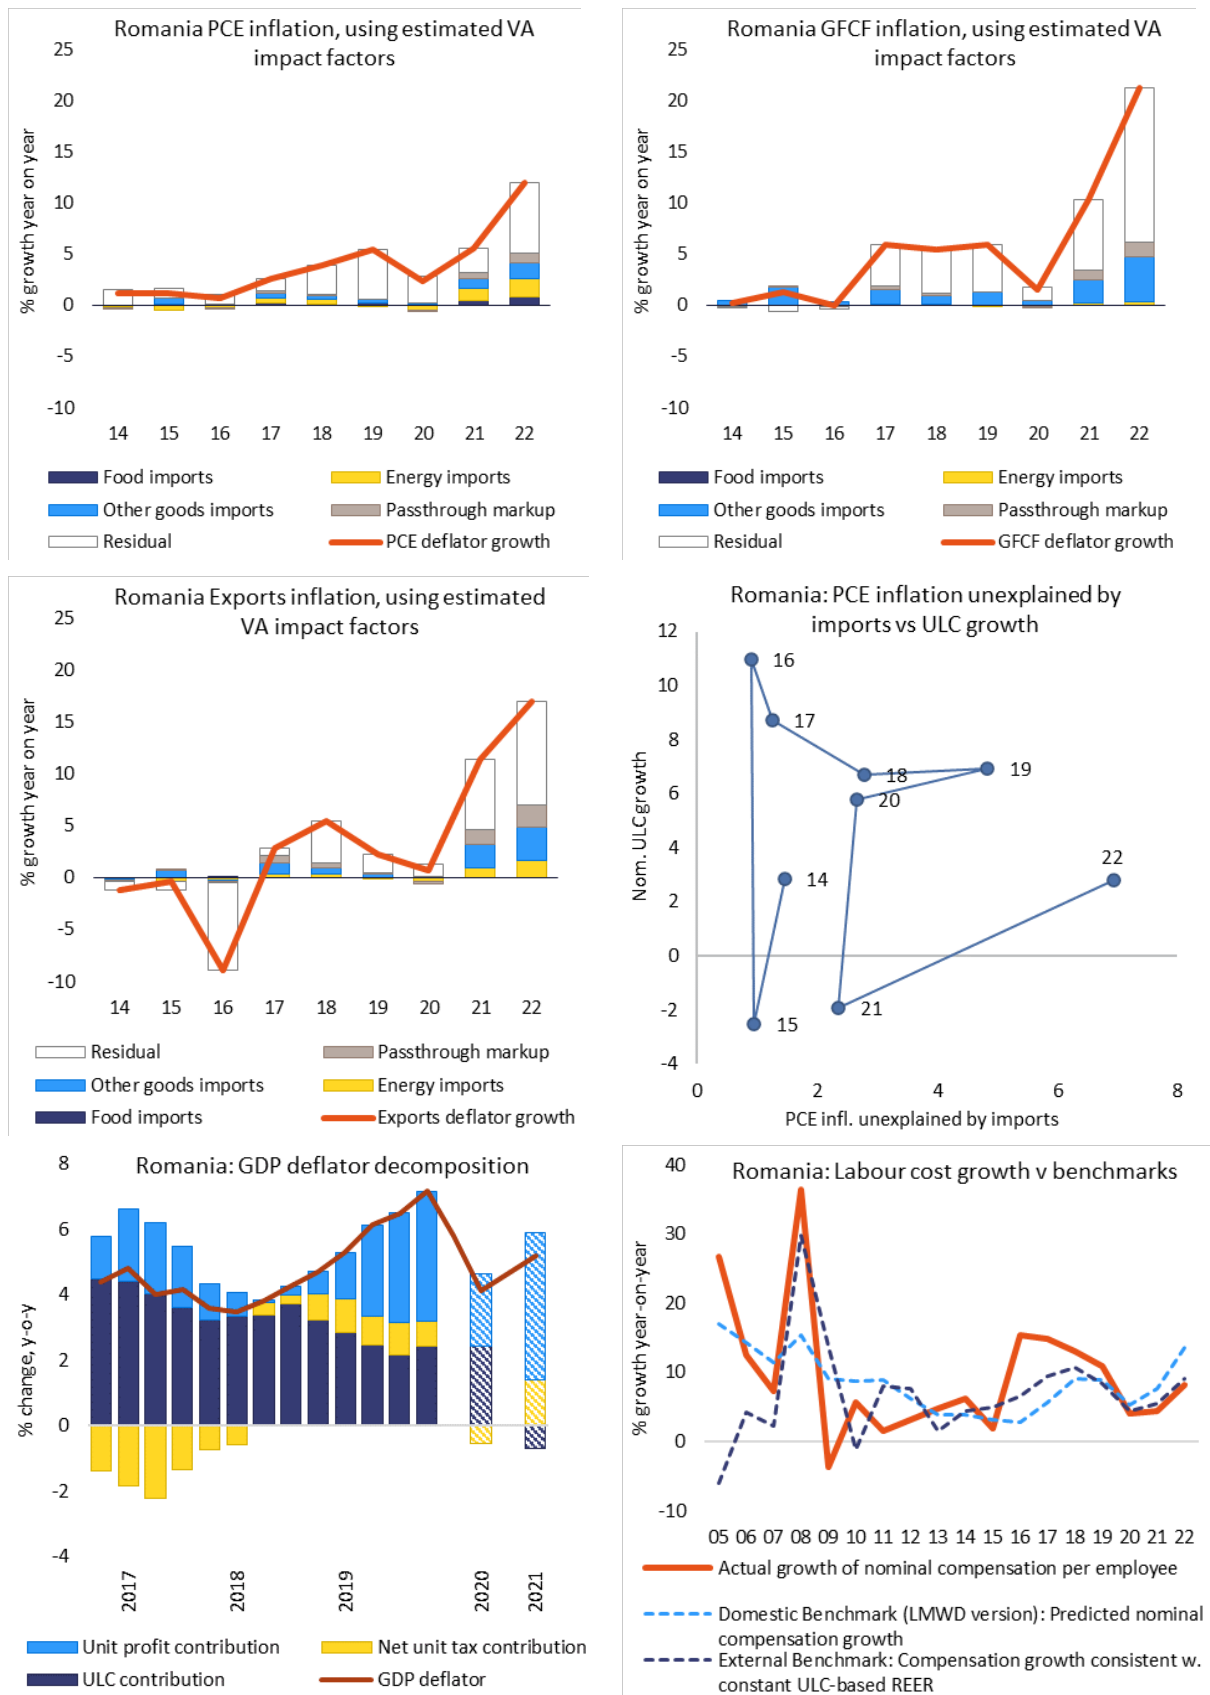 Romania PCE inflation, using estimated VA
impact factors
% growth year on year
25
20
15
10
5
0
-5
-10
14 15 16 17 18 19 20 21 22
Food imports
Energy imports
Other goods imports
Passthrough markup
Residual
PCE deflator growth
Romania GFCF inflation, using estimated VA
impact factors
% growth year on year
25
20
15
10
5
0
-5
-10
14 15 16 17 18 19 20 21 22
Food imports
Energy imports
Other goods imports
Passthrough markup
Residual
GFCF deflator growth
Romania Exports inflation, using estimated
VA impact factors
% growth year on year
25
20
15
10
5
0
-5
-10
14 15 16 17 18 19 20 21 22
Residual
Passthrough markup
Other goods imports
Energy imports
Food imports
Exports deflator growth
Romania: PCE inflation unexplained by
imports vs ULC growth
Nom. ULC growth
12
10
8
6
4
2
0
-2
-4
16
17
18
19
20
22
14
21
15
0 2 4 6 8
PCE infl. unexplained by imports
Romania: GDP deflator decomposition
% change, y-o-y
8
6
4
2
0
-2
-4
2017 2018 2019 2020 2021
Unit profit contribution
Net unit tax contribution
ULC contribution
GDP deflator
Romania: Labour cost growth v benchmarks
% growth year-on-year
40
30
20
10
0
-10
05 06 07 08 09 10 11 12 13 14 15 16 17 18 19 20 21 22
Actual growth of nominal compensation per employee
Domestic Benchmark (LMWD version): Predicted nominal
compensation growth
External Benchmark: Compensation growth consistent w.
constant ULC-based REER